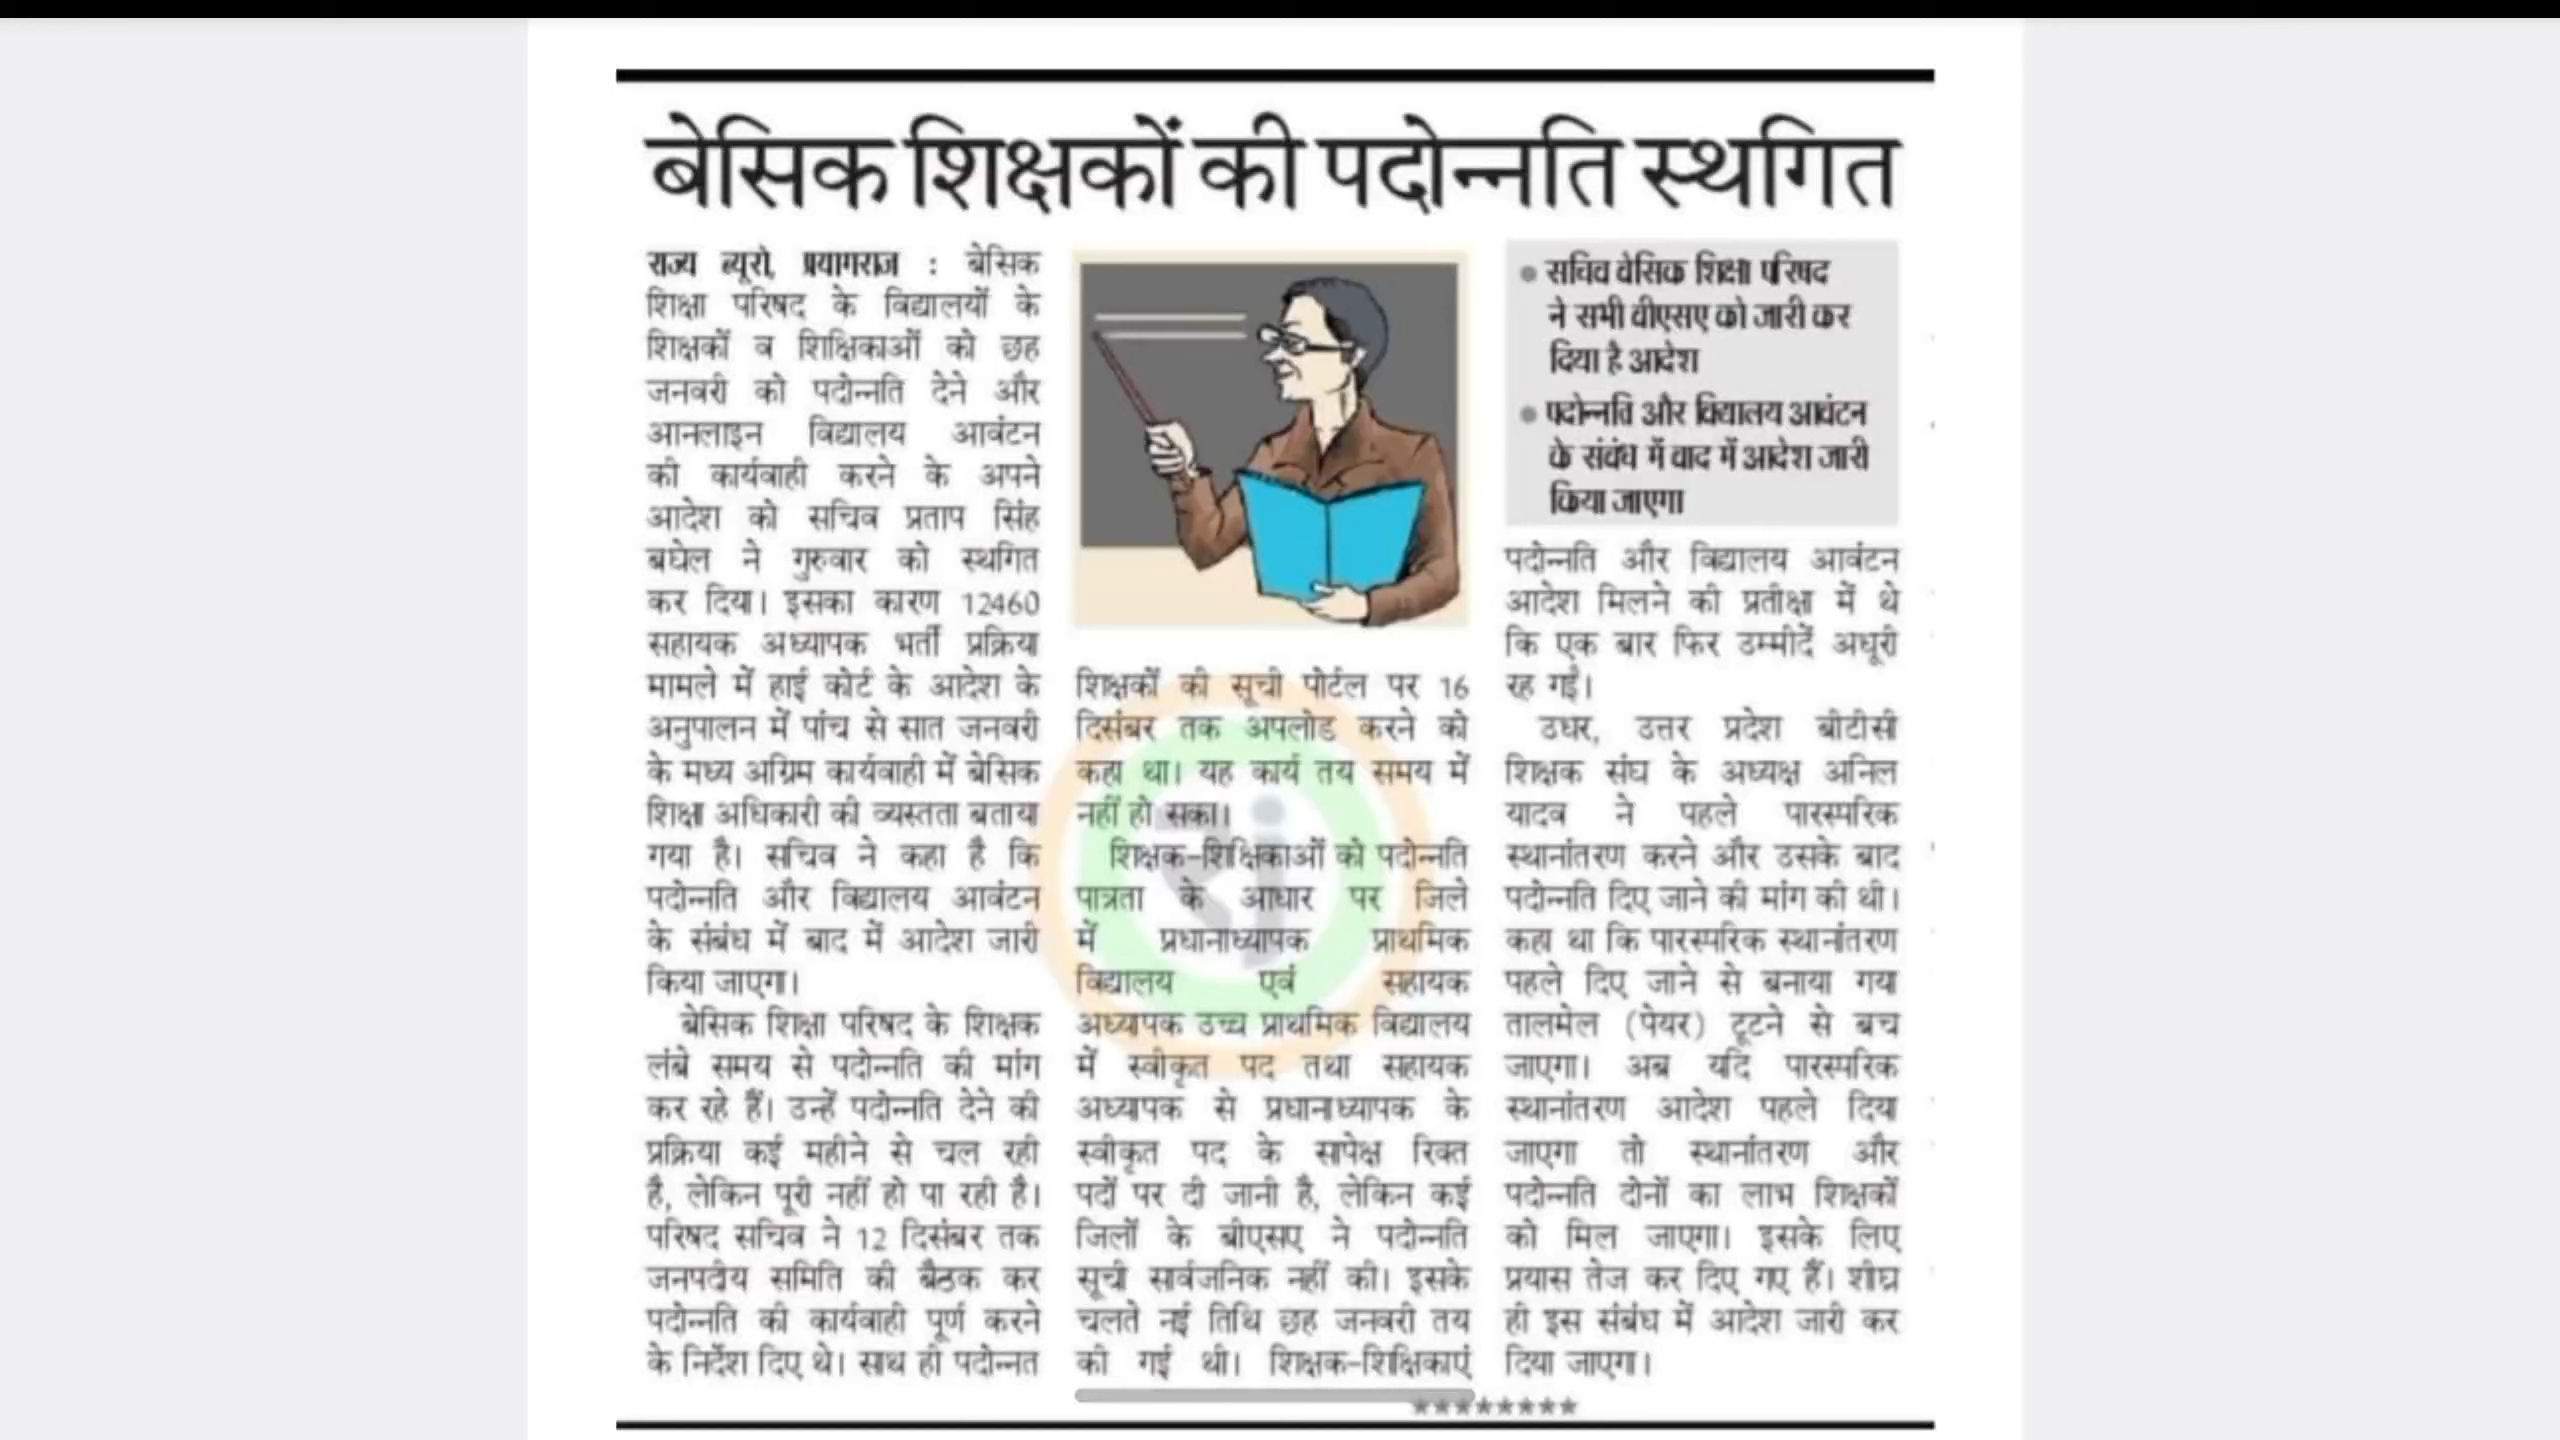 बेसिक शिक्षकों की पदोन्नति स्थगित
राज्य ब्यूरो, प्रयागराज : बेसिक
शिक्षा परिषद के विद्यालयों के
शिक्षकों व शिक्षिकाओं को छह
जनवरी को पदोन्नति देने और
आनलाइन विद्यालय आवंटन
की कार्यवाही करने के अपने
आदेश को सचिव प्रताप सिंह
बघेल ने गुरुवार को स्थगित
कर दिया। इसका कारण 12460
सहायक अध्यापक भर्ती प्रक्रिया
मामले में हाई कोर्ट के आदेश के
अनुपालन में पांच से सात जनवरी
के मध्य अग्रिम कार्यवाही में बेसिक
शिक्षा अधिकारी की व्यस्तता बताया
गया है। सचिव ने कहा है कि
पदोन्नति और विद्यालय आवंटन
के संबंध में बाद में आदेश जारी
किया जाएगा।
बेसिक शिक्षा परिषद के शिक्षक
लंबे समय से पदोन्नति की मांग
कर रहे हैं। उन्हें पदोन्नति देने की
प्रक्रिया कई महीने से चल रही
है, लेकिन पूरी नहीं हो पा रही है।
परिषद सचिव ने 12 दिसंबर तक
जनपदीय समिति की बैठक कर
पदोन्नति की कार्यवाही पूर्ण करने
के निर्देश दिए थे। साथ ही पदोन्नत
शिक्षकों की सूची पोर्टल पर 16
दिसंबर तक अपलोड करने को
कहा था। यह कार्य तय समय में
नहीं हो सका।
शिक्षक-शिक्षिकाओं को पदोन्नति
पात्रता के आधार पर जिले
में प्रधानाध्यापक प्राथमिक
विद्यालय एवं सहायक
अध्यापक उच्च प्राथमिक विद्यालय
में स्वीकृत पद तथा सहायक
अध्यापक से प्रधानाध्यापक के
स्वीकृत पद के सापेक्ष रिक्त
पदों पर दी जानी है, लेकिन कई
जिलों के बीएसए ने पदोन्नति
सूची सार्वजनिक नहीं की। इसके
चलते नई तिथि छह जनवरी तय
की गई थी। शिक्षक-शिक्षिकाएं
● सचिव बेसिक शिक्षा परिषद
ने सभी बीएसए को जारी कर
दिया है आदेश
● पदोन्नति और विद्यालय आवंटन
के संबंध में बाद में आदेश जारी
किया जाएगा
पदोन्नति और विद्यालय आवंटन
आदेश मिलने की प्रतीक्षा में थे
कि एक बार फिर उम्मीदें अधूरी
रह गईं।
उधर, उत्तर प्रदेश बीटीसी
शिक्षक संघ के अध्यक्ष अनिल
यादव ने पहले पारस्परिक
स्थानांतरण करने और उसके बाद
पदोन्नति दिए जाने की मांग की थी।
कहा था कि पारस्परिक स्थानांतरण
पहले दिए जाने से बनाया गया
तालमेल (पेयर) टूटने से बच
जाएगा। अब यदि पारस्परिक
स्थानांतरण आदेश पहले दिया
जाएगा तो स्थानांतरण और
पदोन्नति दोनों का लाभ शिक्षकों
को मिल जाएगा। इसके लिए
प्रयास तेज कर दिए गए हैं। शीघ्र
ही इस संबंध में आदेश जारी कर
दिया जाएगा।
********